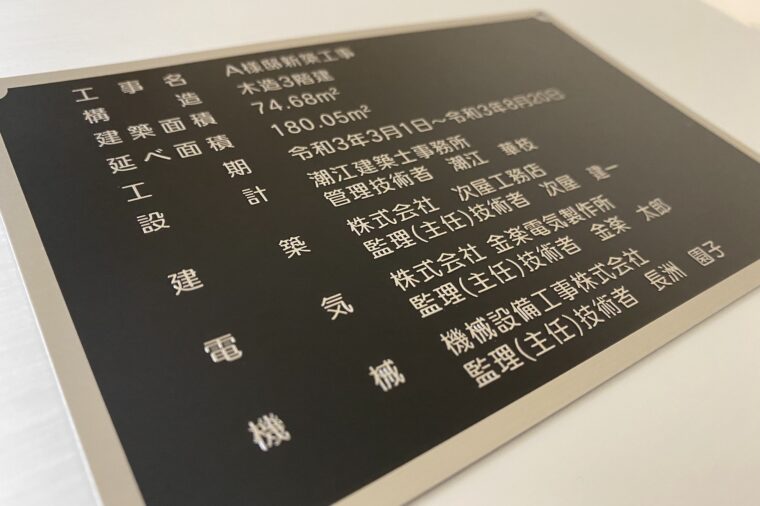 工事名 A様邸新築工事
構造 木造3階建
建築面積 74.68m²
延べ面積 180.05m²
工期 令和3年3月1日～令和3年8月20日
設計 潮江建築士事務所
管理技術者 潮江 華枝
建築 株式会社 次屋工務店
監理(主任)技術者 次屋 建一
電気 株式会社 金楽電気製作所
監理(主任)技術者 金楽 太郎
機械 機械設備工事株式会社
監理(主任)技術者 長洲 園子